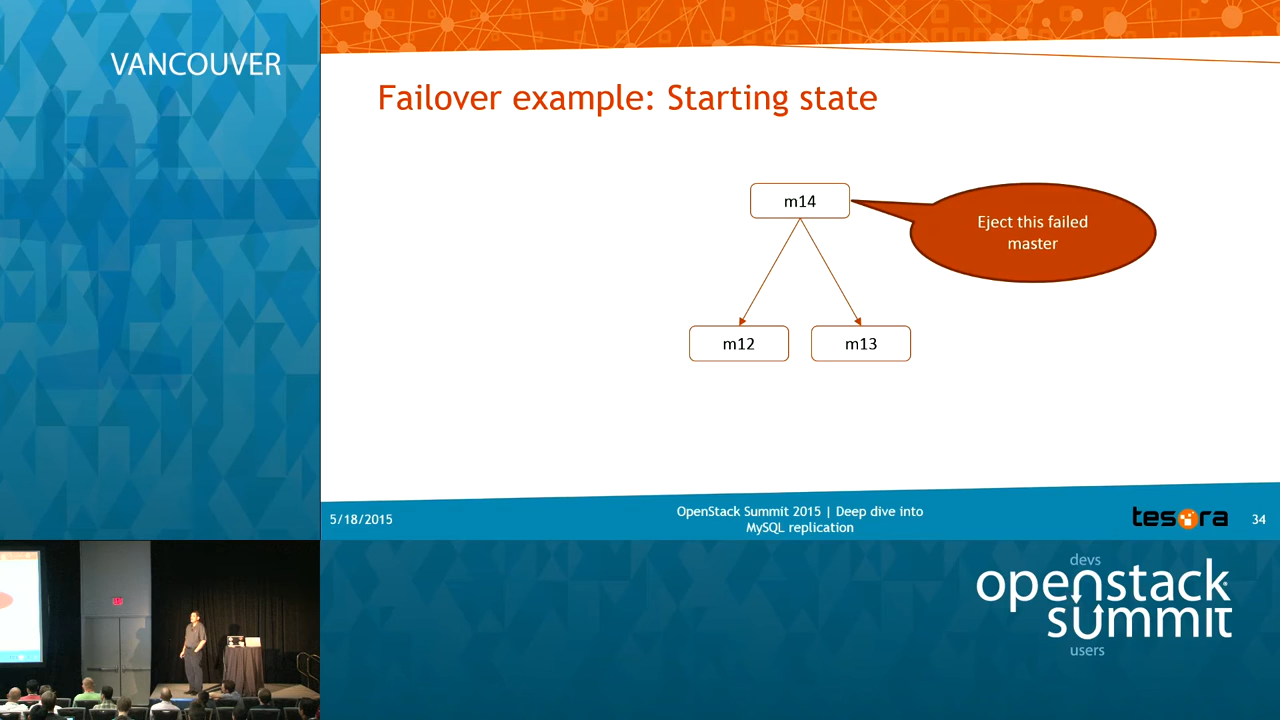 VANCOUVER
Failover example: Starting state
m14
Eject this failed
master
m12
m13
5/18/2015
OpenStack Summit 2015 | Deep dive into
MySQL replication
tesora
34
devs
openstack
summit
users